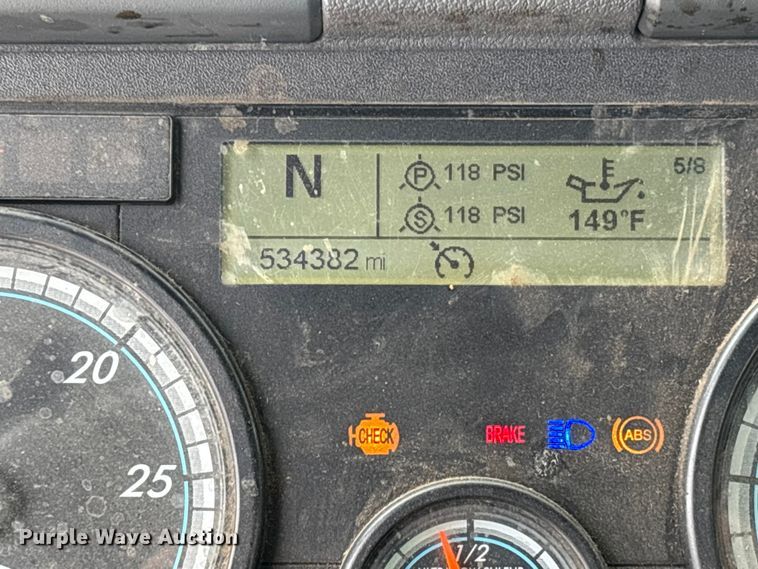 N
P 118 PSI
5/8
S 118 PSI
149°F
534382 mi
20
CHECK
BRAKE
ABS
25
1/2
Purple Wave Auction